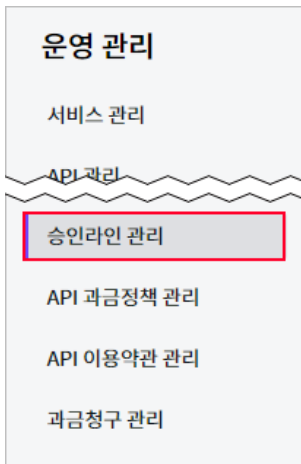 운영 관리
서비스 관리
API 관리
승인라인 관리
API 과금정책 관리
API 이용약관 관리
과금청구 관리